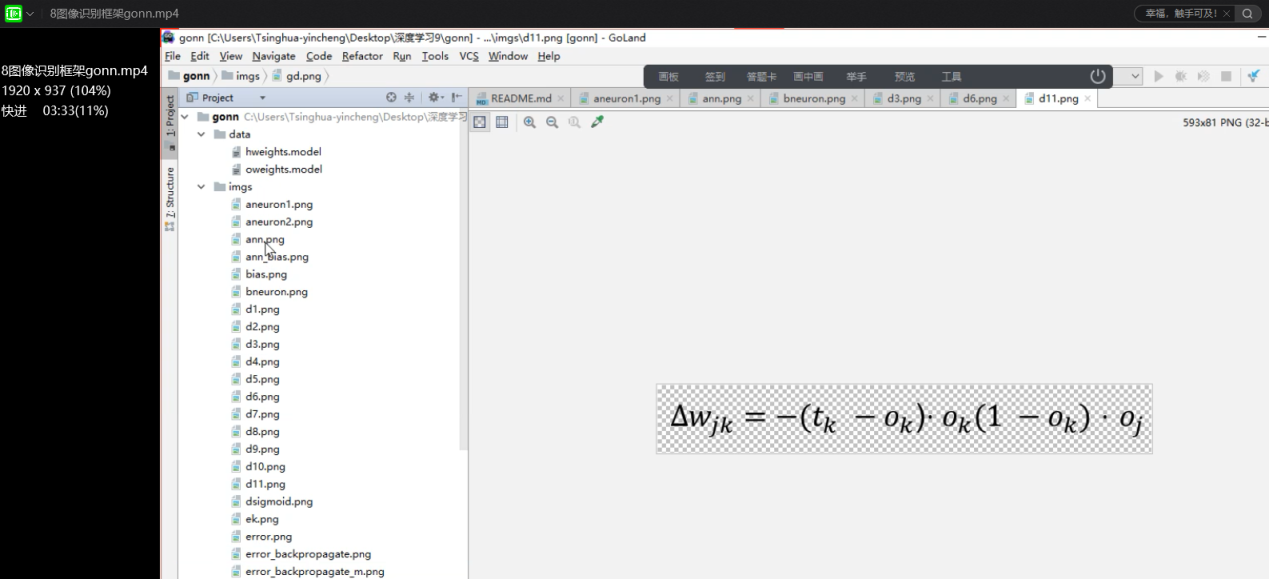 8图像识别框架gonn.mp4
幸福，触手可及!
8图像识别框架gonn.mp4
1920 x 937 (104%)
快进 03:33(11%)
gonn [C:\Users\Tsinghua-yincheng\Desktop\深度学习9\gonn] - ...\imgs\d11.png [gonn] - GoLand
File Edit View Navigate Code Refactor Run Tools VCS Window Help
gonn imgs gd.png
画板 签到 答题卡 画中画 举手 预览 工具
1: Project
Z: Structure
Project
README.md aneuron1.png ann.png bneuron.png d3.png d6.png d11.png
593x81 PNG (32-b
gonn C:\Users\Tsinghua-yincheng\Desktop\深度学习
data
hweights.model
oweights.model
imgs
aneuron1.png
aneuron2.png
ann.png
ann_bias.png
bias.png
bneuron.png
d1.png
d2.png
d3.png
d4.png
d5.png
d6.png
d7.png
d8.png
d9.png
d10.png
d11.png
dsigmoid.png
ek.png
error.png
error_backpropagate.png
error_backpropagate_m.png
Δw_jk = −(t_k − o_k)· o_k(1 − o_k) · o_j